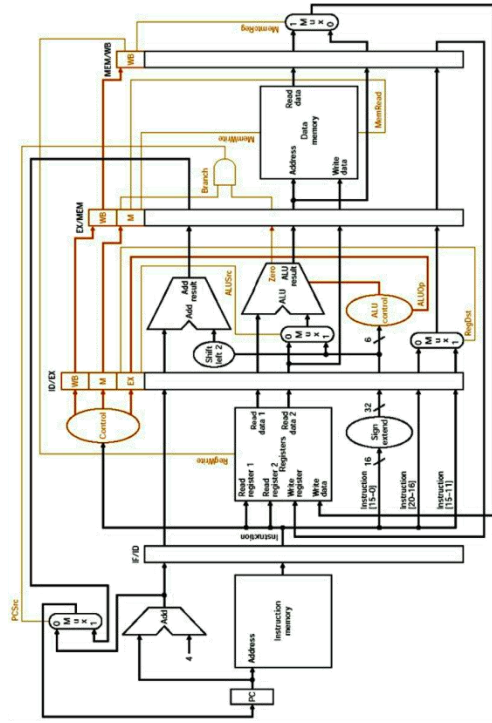 PCSrc
0
M
u
x
1
IF/ID
ID/EX
EX/MEM
MEM/WB
Control
WB
M
EX
WB
M
WB
Add
4
Add
Add
result
Shift
left 2
Branch
RegWrite
ALUSrc
MemWrite
MemtoReg
PC
Address
Instruction
memory
Instruction
Read
register 1
Read
register 2
Registers
Write
register
Write
data
Read
data 1
Read
data 2
0
M
u
x
1
Zero
ALU
ALU
result
Address
Data
memory
Write
data
Read
data
1
M
u
x
0
Instruction
[15–0]
16
Sign
extend
32
6
ALU
control
MemRead
Instruction
[20–16]
Instruction
[15–11]
0
M
u
x
1
ALUOp
RegDst